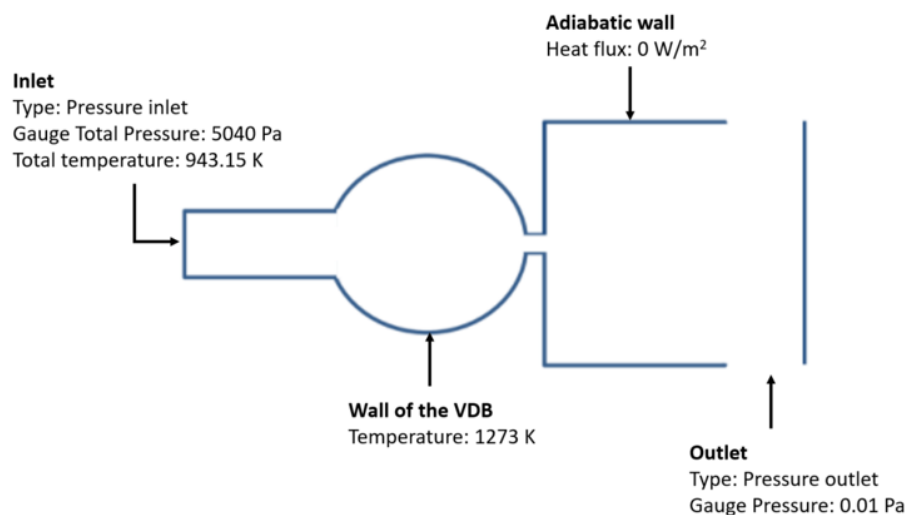 Adiabatic wall
Heat flux: 0 W/m²
Inlet
Type: Pressure inlet
Gauge Total Pressure: 5040 Pa
Total temperature: 943.15 K
Wall of the VDB
Temperature: 1273 K
Outlet
Type: Pressure outlet
Gauge Pressure: 0.01 Pa